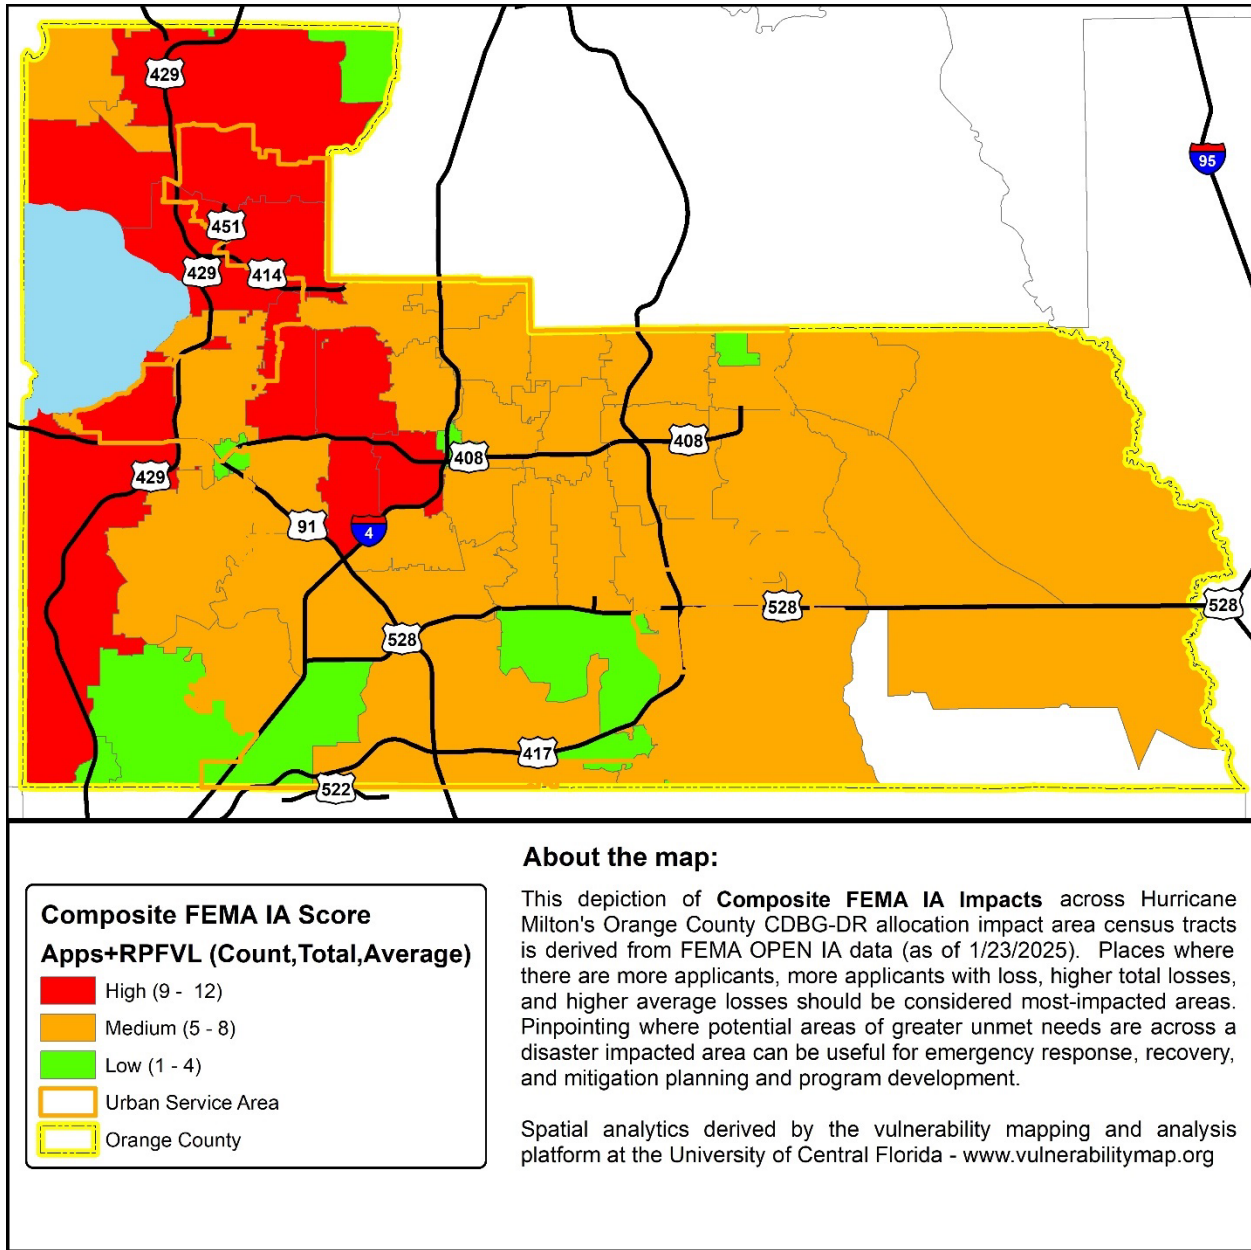 429
95
451
429
414
408
408
429
91
4
528
528
528
417
522
Composite FEMA IA Score
Apps+RPFVL (Count,Total,Average)
High (9 -  12)
Medium (5 - 8)
Low (1 - 4)
Urban Service Area
Orange County
About the map:
This depiction of Composite FEMA IA Impacts across Hurricane
Milton's Orange County CDBG-DR allocation impact area census tracts
is derived from FEMA OPEN IA data (as of 1/23/2025).  Places where
there are more applicants, more applicants with loss, higher total losses,
and higher average losses should be considered most-impacted areas.
Pinpointing where potential areas of greater unmet needs are across a
disaster impacted area can be useful for emergency response, recovery,
and mitigation planning and program development.
Spatial analytics derived by the vulnerability mapping and analysis
platform at the University of Central Florida - www.vulnerabilitymap.org